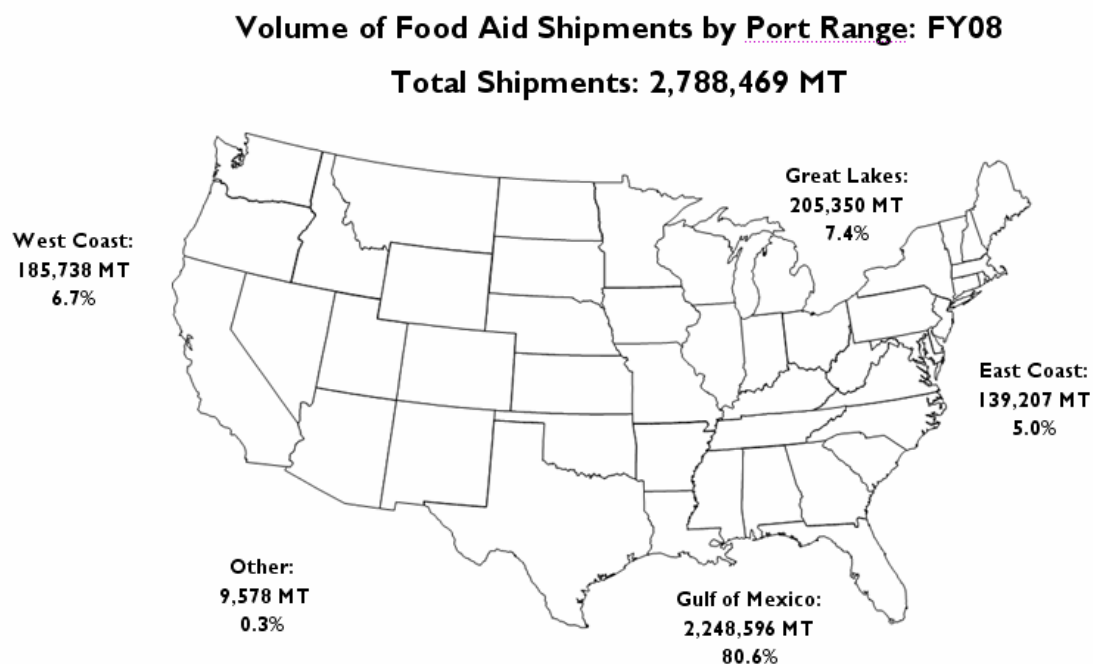 Volume of Food Aid Shipments by Port Range: FY08
Total Shipments: 2,788,469 MT
Great Lakes:
205,350 MT
7.4%
West Coast:
185,738 MT
6.7%
East Coast:
139,207 MT
5.0%
Other:
9,578 MT
0.3%
Gulf of Mexico:
2,248,596 MT
80.6%